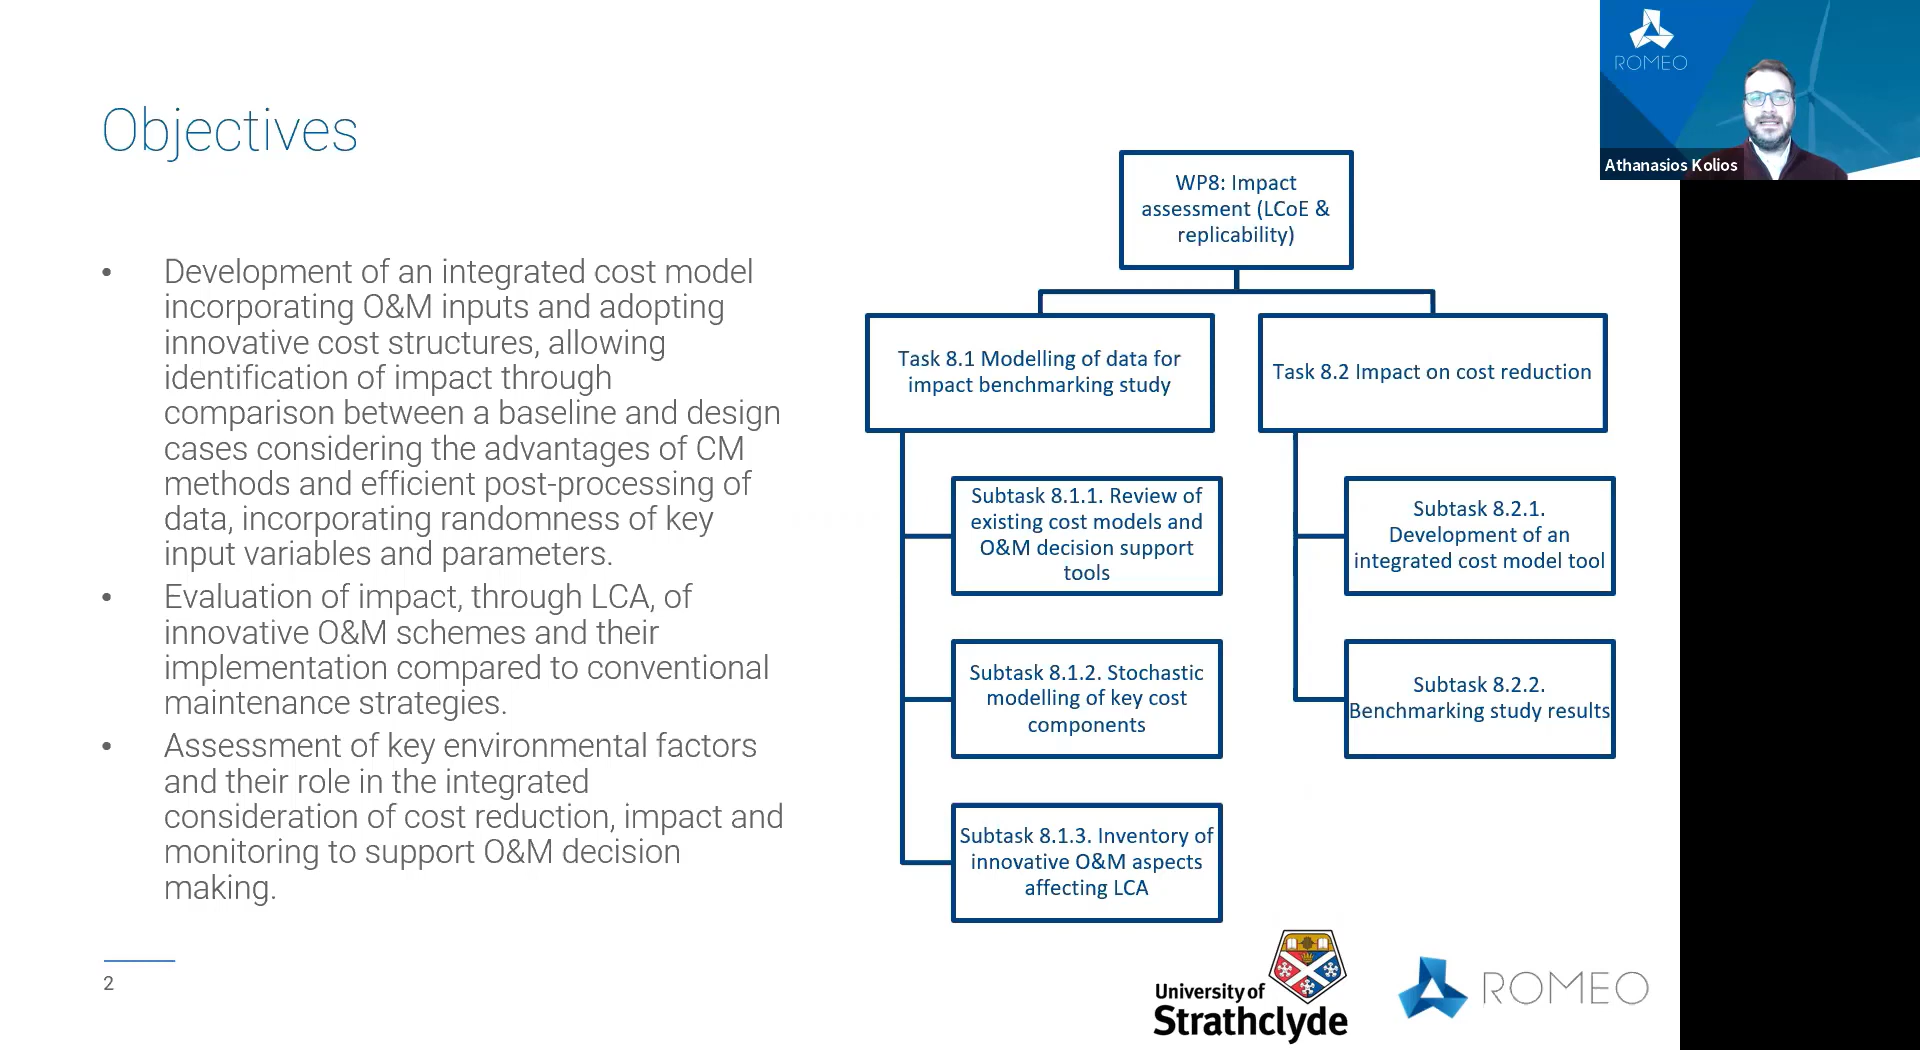 Objectives
• Development of an integrated cost model
incorporating O&M inputs and adopting
innovative cost structures, allowing
identification of impact through
comparison between a baseline and design
cases considering the advantages of CM
methods and efficient post-processing of
data, incorporating randomness of key
input variables and parameters.
• Evaluation of impact, through LCA, of
innovative O&M schemes and their
implementation compared to conventional
maintenance strategies.
• Assessment of key environmental factors
and their role in the integrated
consideration of cost reduction, impact and
monitoring to support O&M decision
making.
2
WP8: Impact
assessment (LCoE &
replicability)
Task 8.1 Modelling of data for
impact benchmarking study
Subtask 8.1.1. Review of
existing cost models and
O&M decision support
tools
Subtask 8.1.2. Stochastic
modelling of key cost
components
Subtask 8.1.3. Inventory of
innovative O&M aspects
affecting LCA
Task 8.2 Impact on cost reduction
Subtask 8.2.1.
Development of an
integrated cost model tool
Subtask 8.2.2.
Benchmarking study results
University of
Strathclyde
ROMEO
ROMEO
Athanasios Kolios